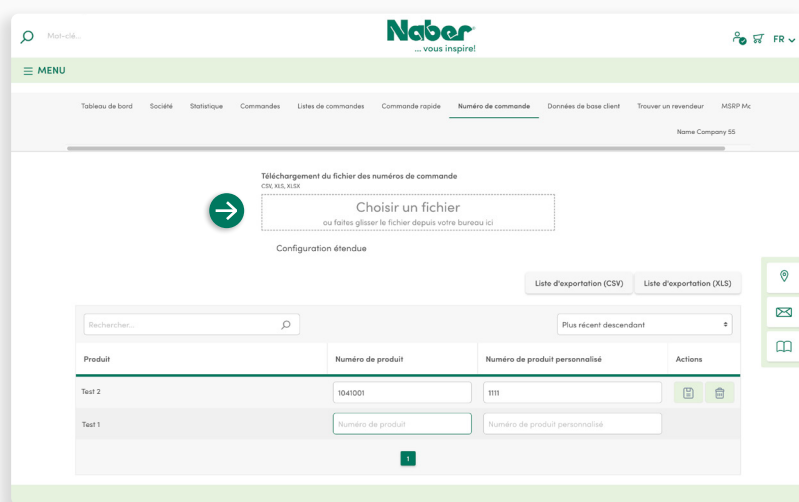 Mot-clé...
Naber
... vous inspire!
FR
MENU
Tableau de bord Société Statistique Commandes Listes de commandes Commande rapide Numéro de commande Données de base client Trouver un revendeur MSRP Mo
Name Company 55
Téléchargement du fichier des numéros de commande
CSV, XLS, XLSX
Choisir un fichier
ou faites glisser le fichier depuis votre bureau ici
Configuration étendue
Liste d'exportation (CSV) Liste d'exportation (XLS)
Rechercher... Plus récent descendant
Produit Numéro de produit Numéro de produit personnalisé Actions
Test 2 1041001 1111
Test 1 Numéro de produit Numéro de produit personnalisé
1